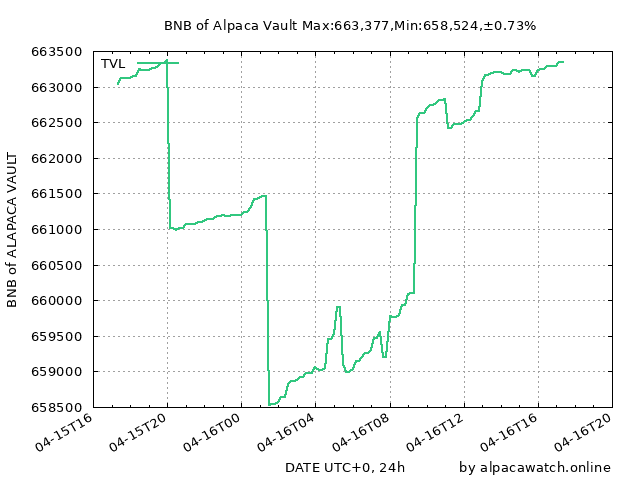 BNB of Alpaca Vault Max:663,377,Min:658,524,±0.73%
TVL
663500
663000
662500
662000
661500
661000
660500
660000
659500
659000
658500
BNB of ALAPACA VAULT
04-15T16
04-15T20
04-16T00
04-16T04
04-16T08
04-16T12
04-16T16
04-16T20
DATE UTC+0, 24h
by alpacawatch.online